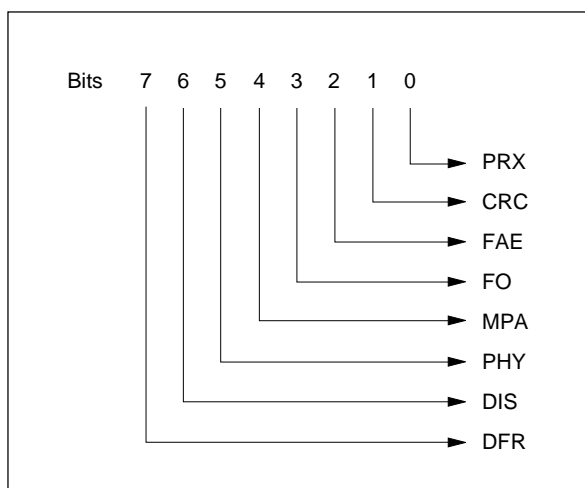 Bits 7 6 5 4 3 2 1 0
PRX
CRC
FAE
FO
MPA
PHY
DIS
DFR